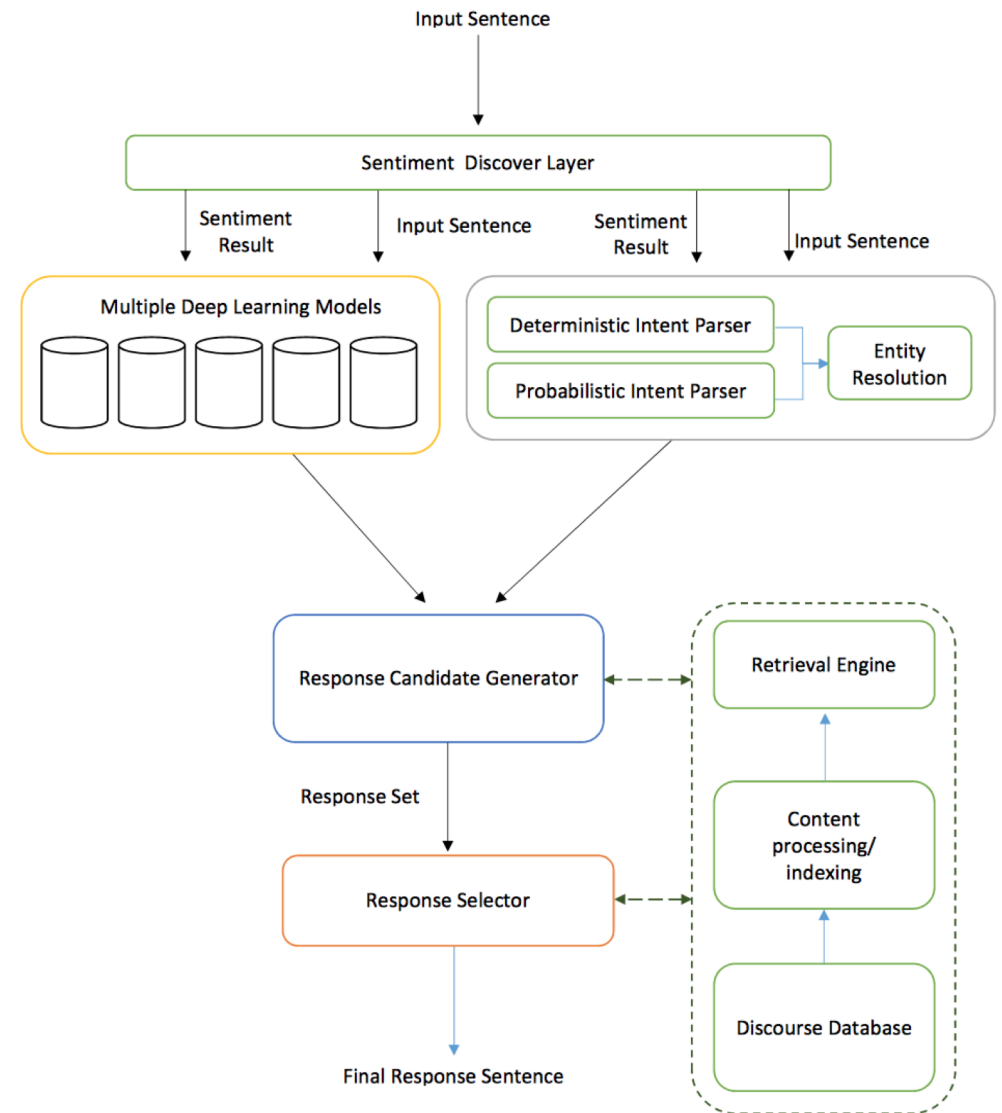 Input Sentence
Sentiment Discover Layer
Sentiment
Result
Input Sentence
Sentiment
Result
Input Sentence
Multiple Deep Learning Models
Deterministic Intent Parser
Probabilistic Intent Parser
Entity
Resolution
Response Candidate Generator
Retrieval Engine
Response Set
Content
processing/
indexing
Response Selector
Discourse Database
Final Response Sentence